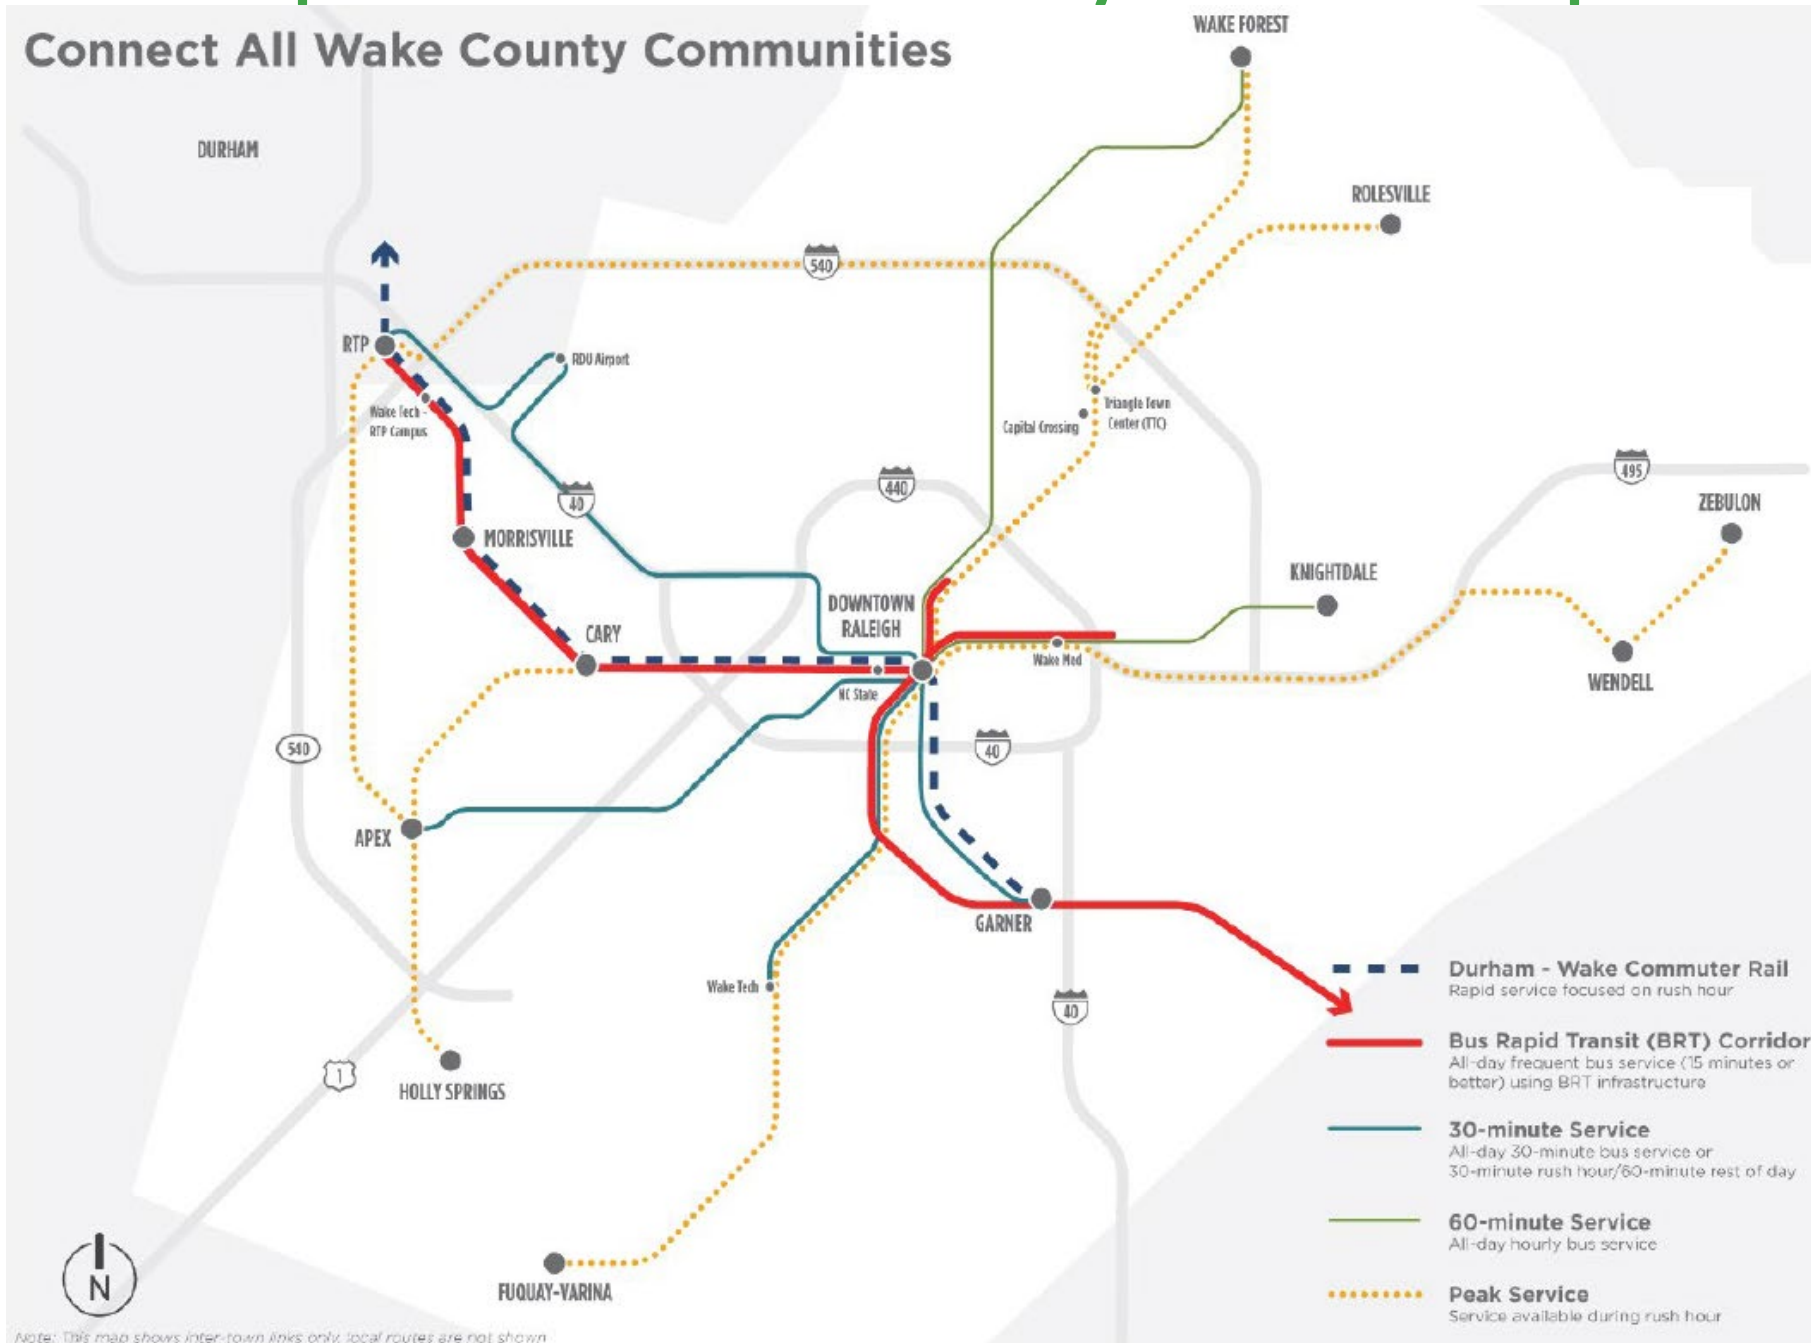 Connect All Wake County Communities
WAKE FOREST
DURHAM
ROLESVILLE
540
RTP
RDU Airport
Wake Tech -
RTP Campus
Triangle Town
Center (TTC)
Capital Crossing
495
440
40
ZEBULON
MORRISVILLE
KNIGHTDALE
DOWNTOWN
RALEIGH
CARY
Wake Med
NC State
WENDELL
540
40
APEX
GARNER
Wake Tech
40
1
HOLLY SPRINGS
FUQUAY-VARINA
N
Durham - Wake Commuter Rail
Rapid service focused on rush hour
Bus Rapid Transit (BRT) Corridor
All-day frequent bus service (15 minutes or
better) using BRT infrastructure
30-minute Service
All-day 30-minute bus service or
30-minute rush hour/60-minute rest of day
60-minute Service
All-day hourly bus service
Peak Service
Service available during rush hour
Note: This map shows inter-town links only, local routes are not shown